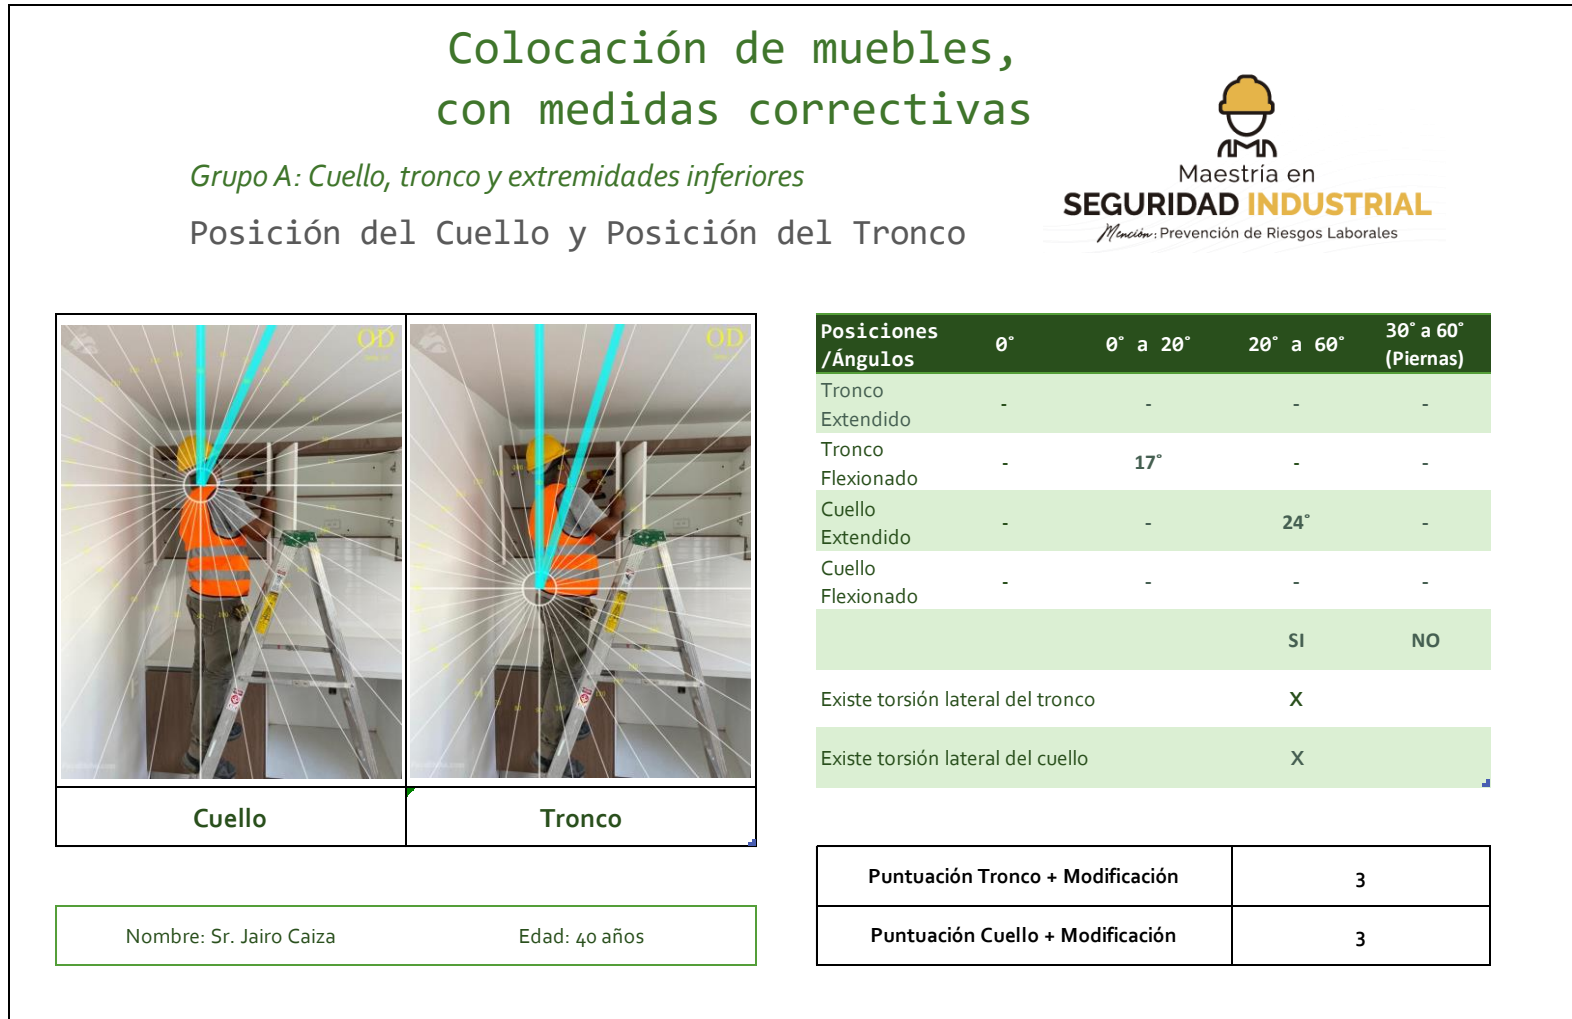 Colocación de muebles,
con medidas correctivas
Grupo A: Cuello, tronco y extremidades inferiores
Posición del Cuello y Posición del Tronco
Maestría en
SEGURIDAD INDUSTRIAL
Mención: Prevención de Riesgos Laborales
OD
OD
Cuello Tronco
Nombre: Sr. Jairo Caiza Edad: 40 años
Posiciones /Ángulos 0° 0° a 20° 20° a 60° 30° a 60° (Piernas)
Tronco Extendido - - - -
Tronco Flexionado - 17° - -
Cuello Extendido - - 24° -
Cuello Flexionado - - - -
SI NO
Existe torsión lateral del tronco X
Existe torsión lateral del cuello X
Puntuación Tronco + Modificación 3
Puntuación Cuello + Modificación 3